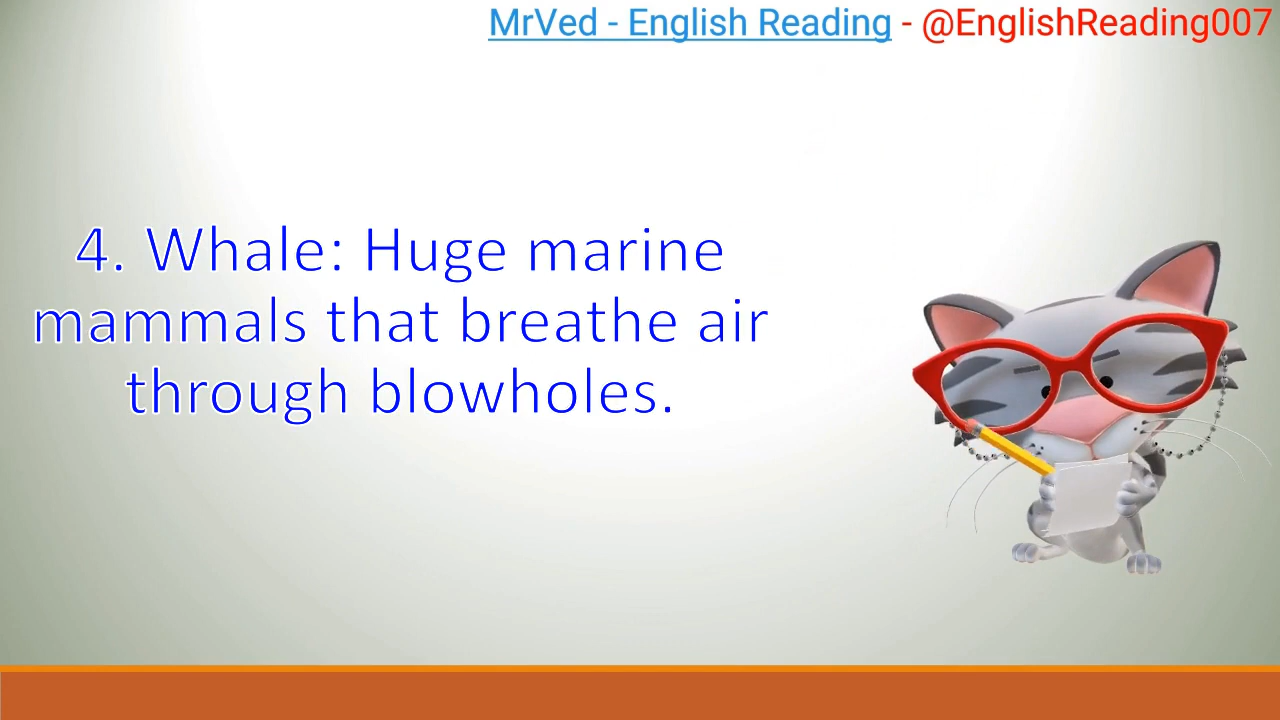 MrVed - English Reading - @EnglishReading007
4. Whale: Huge marine
mammals that breathe air
through blowholes.